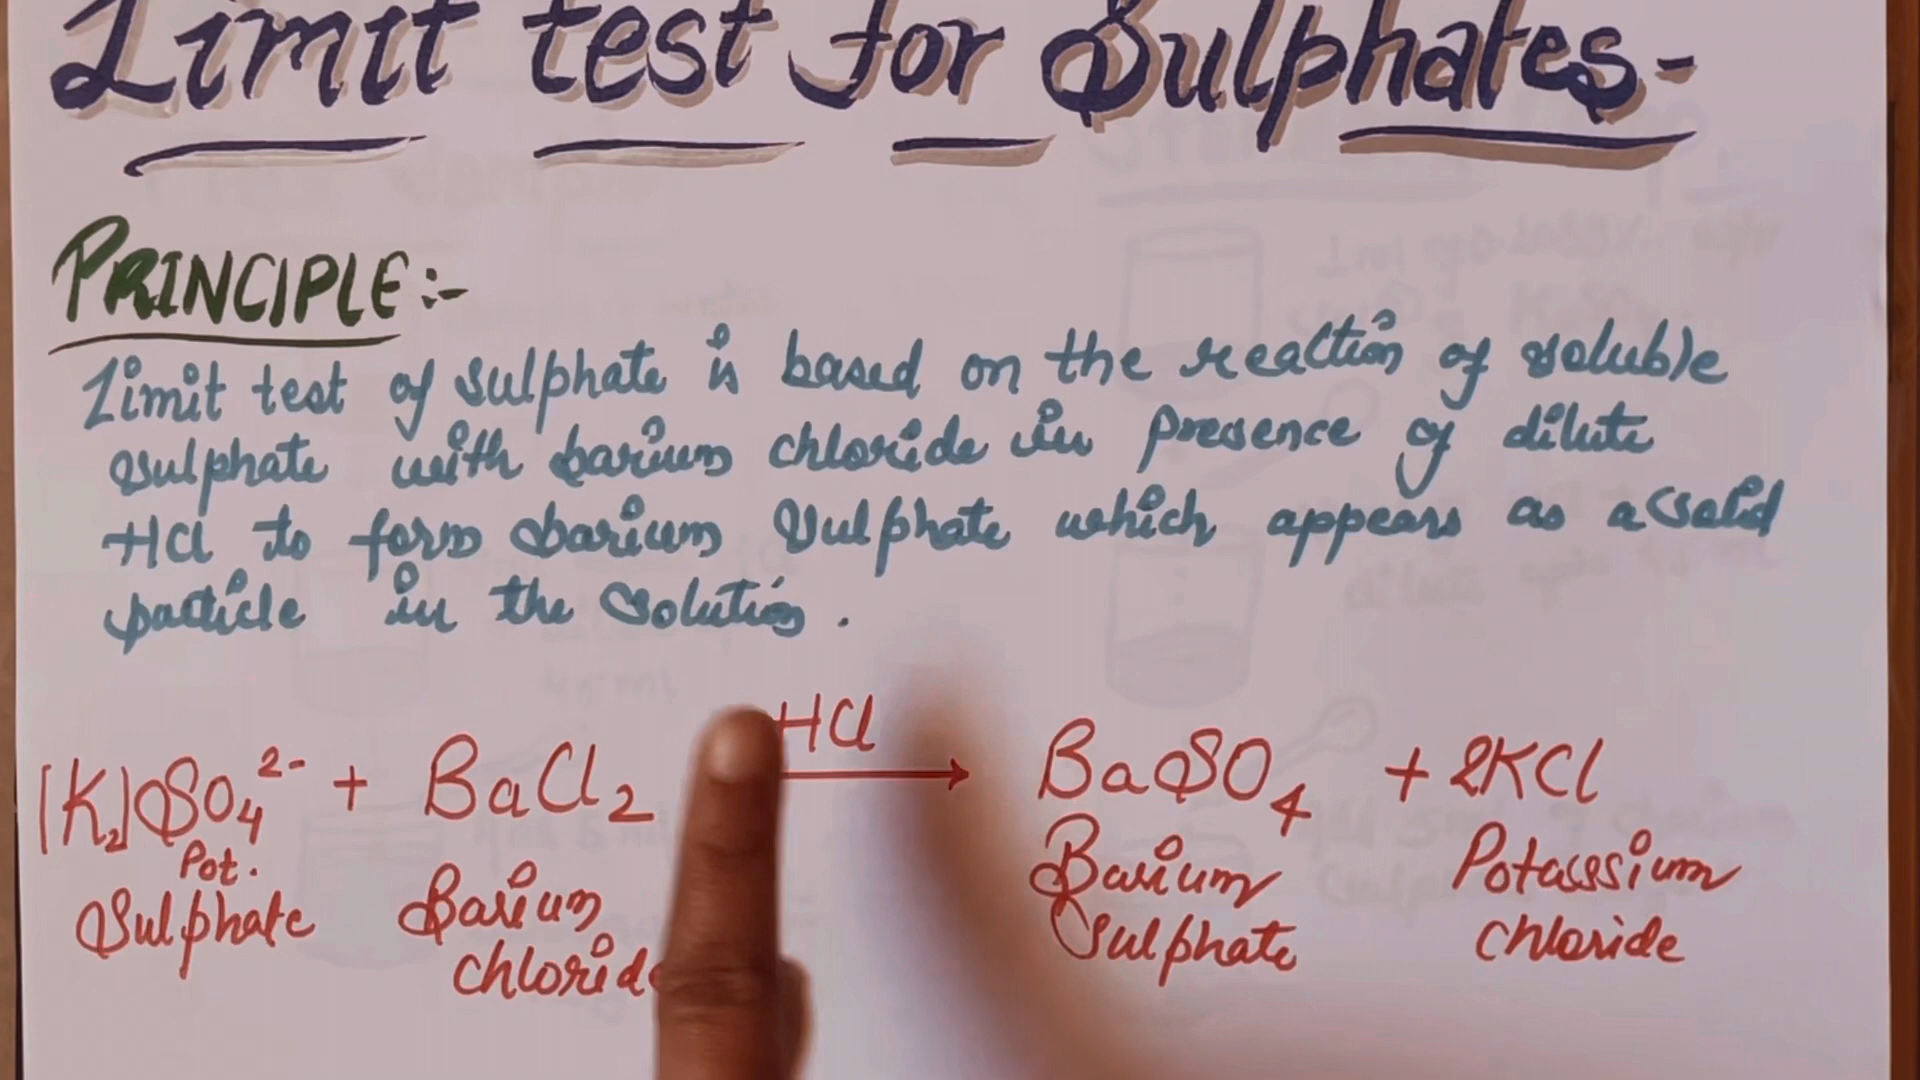 Limit test for Sulphates-
PRINCIPLE:-
Limit test of sulphate is based on the reaction of soluble
sulphate with barium chloride in presence of dilute
HCl to form barium sulphate which appears as a solid
particle in the solution.
HCl
[K₂]SO₄²⁻ + BaCl₂ → BaSO₄ + 2KCl
Pot. Sulphate Barium chloride Barium Sulphate Potassium chloride